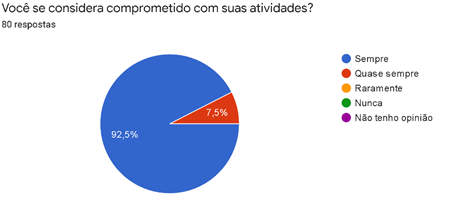 Você se considera comprometido com suas atividades?
80 respostas
Sempre
Quase sempre
Raramente
Nunca
Não tenho opinião
7,5%
92,5%